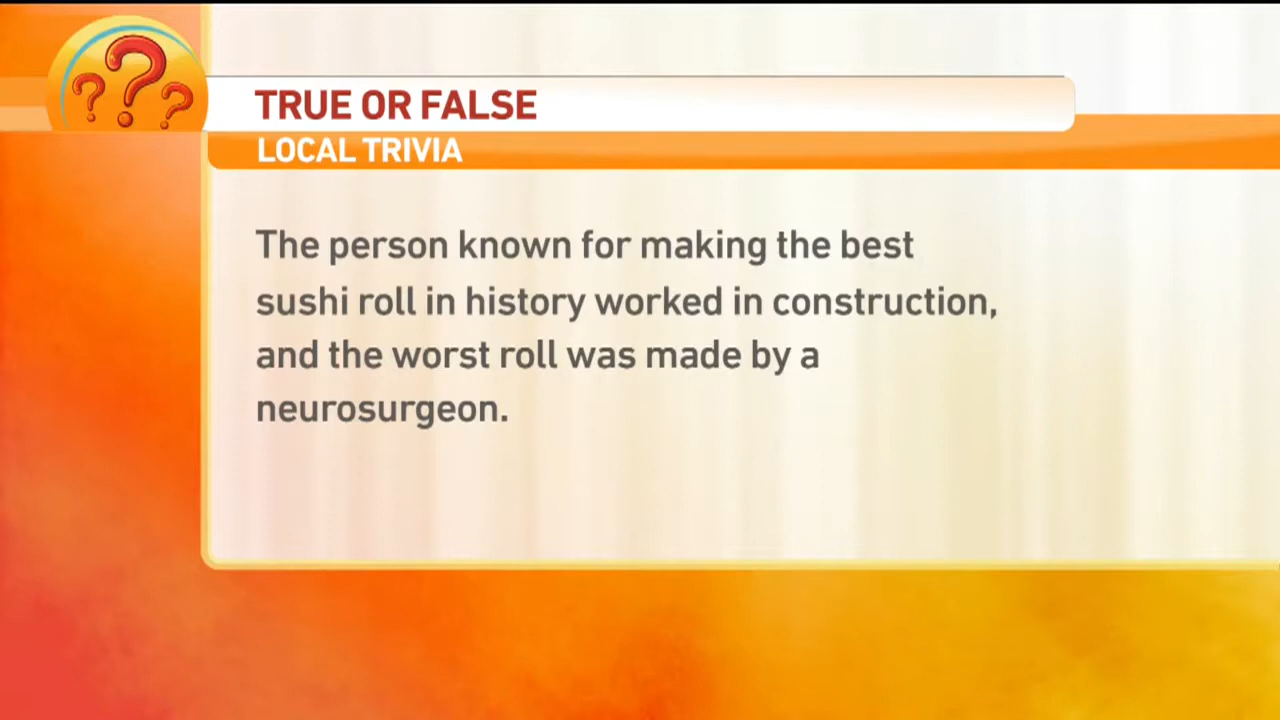 TRUE OR FALSE
LOCAL TRIVIA
The person known for making the best
sushi roll in history worked in construction,
and the worst roll was made by a
neurosurgeon.